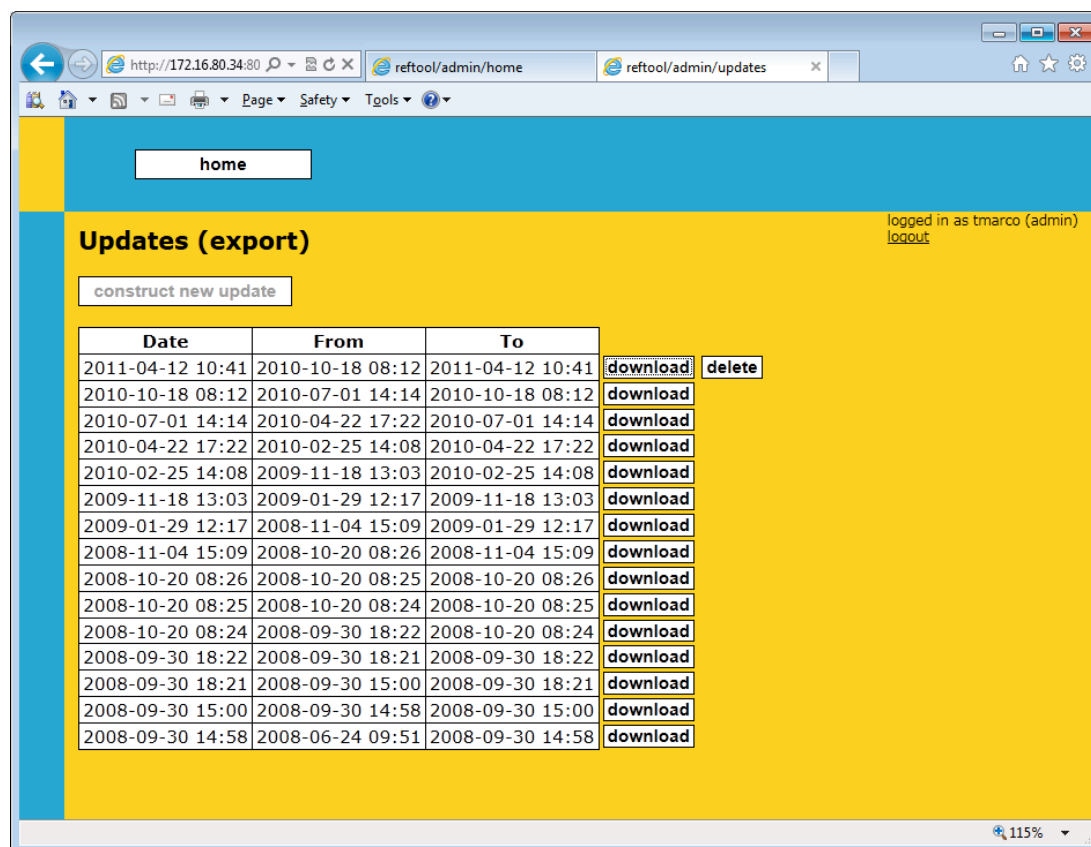 http://172.16.80.34:80
reftool/admin/home
reftool/admin/updates
Page Safety Tools
home
logged in as tmarco (admin)
logout
Updates (export)
construct new update
Date From To
2011-04-12 10:41 2010-10-18 08:12 2011-04-12 10:41 download delete
2010-10-18 08:12 2010-07-01 14:14 2010-10-18 08:12 download
2010-07-01 14:14 2010-04-22 17:22 2010-07-01 14:14 download
2010-04-22 17:22 2010-02-25 14:08 2010-04-22 17:22 download
2010-02-25 14:08 2009-11-18 13:03 2010-02-25 14:08 download
2009-11-18 13:03 2009-01-29 12:17 2009-11-18 13:03 download
2009-01-29 12:17 2008-11-04 15:09 2009-01-29 12:17 download
2008-11-04 15:09 2008-10-20 08:26 2008-11-04 15:09 download
2008-10-20 08:26 2008-10-20 08:25 2008-10-20 08:26 download
2008-10-20 08:25 2008-10-20 08:24 2008-10-20 08:25 download
2008-10-20 08:24 2008-09-30 18:22 2008-10-20 08:24 download
2008-09-30 18:22 2008-09-30 18:21 2008-09-30 18:22 download
2008-09-30 18:21 2008-09-30 15:00 2008-09-30 18:21 download
2008-09-30 15:00 2008-09-30 14:58 2008-09-30 15:00 download
2008-09-30 14:58 2008-06-24 09:51 2008-09-30 14:58 download
115%